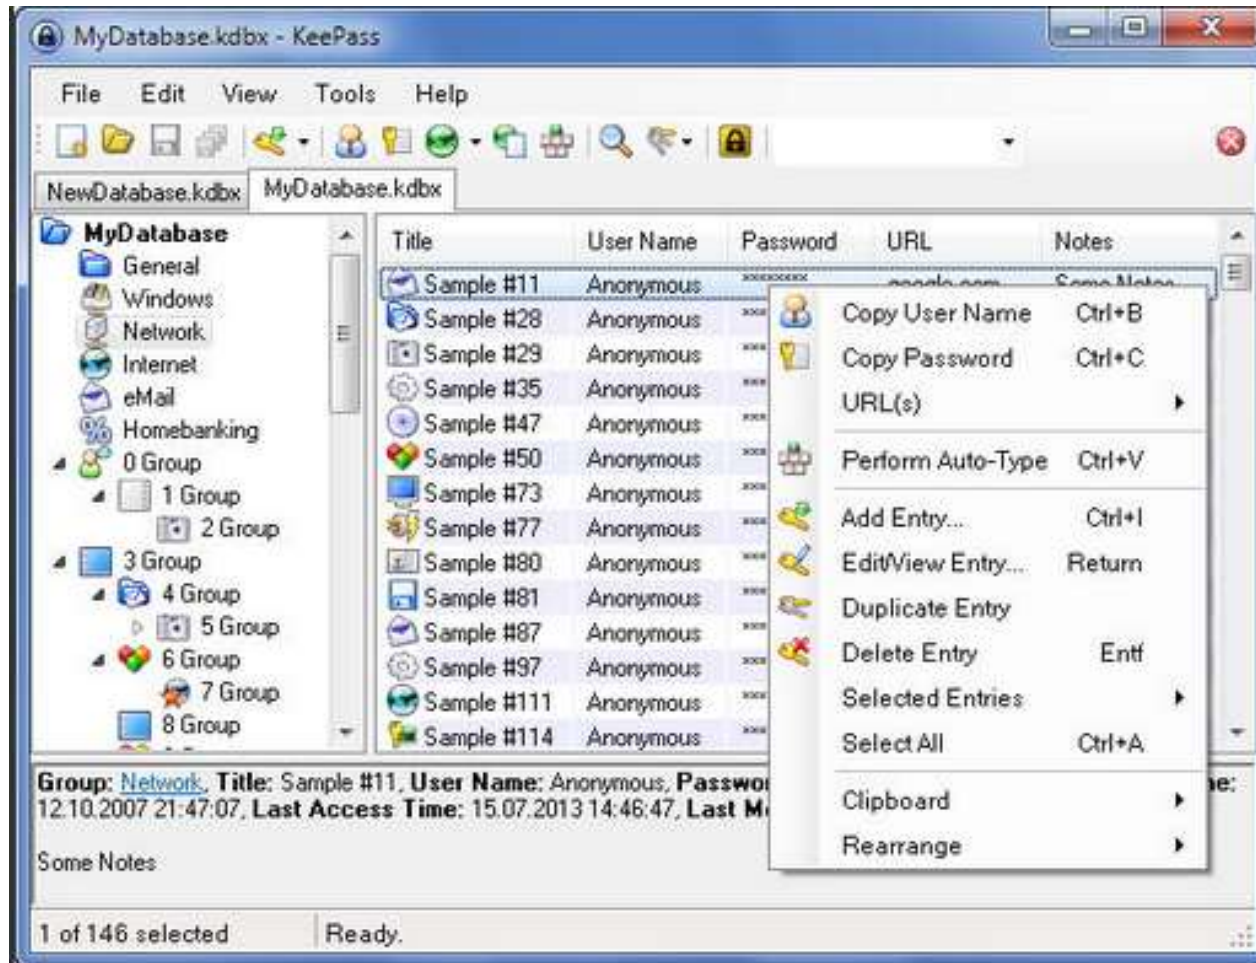 MyDatabase.kdbx - KeePass
File Edit View Tools Help
NewDatabase.kdbx MyDatabase.kdbx
MyDatabase
General
Windows
Network
Internet
eMail
Homebanking
0 Group
1 Group
2 Group
3 Group
4 Group
5 Group
6 Group
7 Group
8 Group
Title User Name Password URL Notes
Sample #11 Anonymous ******** google.com Some Notes
Sample #28 Anonymous ***
Sample #29 Anonymous ***
Sample #35 Anonymous ***
Sample #47 Anonymous ***
Sample #50 Anonymous ***
Sample #73 Anonymous ***
Sample #77 Anonymous ***
Sample #80 Anonymous ***
Sample #81 Anonymous ***
Sample #87 Anonymous ***
Sample #97 Anonymous ***
Sample #111 Anonymous ***
Sample #114 Anonymous ***
Copy User Name Ctrl+B
Copy Password Ctrl+C
URL(s)
Perform Auto-Type Ctrl+V
Add Entry... Ctrl+I
Edit/View Entry... Return
Duplicate Entry
Delete Entry Entf
Selected Entries
Select All Ctrl+A
Clipboard
Rearrange
Group: Network, Title: Sample #11, User Name: Anonymous, Passwo e:
12.10.2007 21:47:07, Last Access Time: 15.07.2013 14:46:47, Last M
Some Notes
1 of 146 selected Ready.